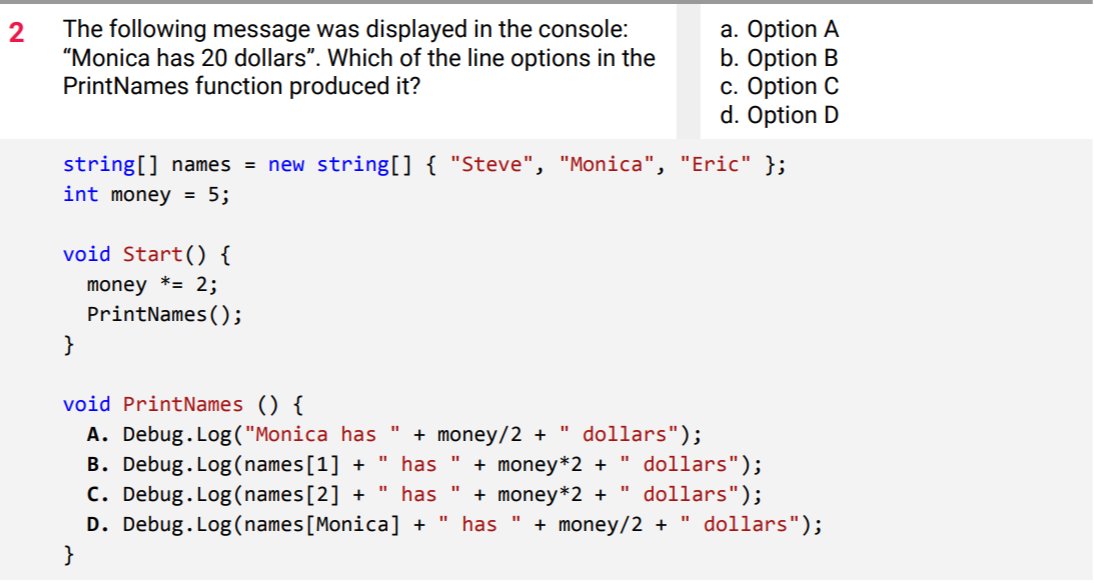 2 The following message was displayed in the console:
“Monica has 20 dollars”. Which of the line options in the
PrintNames function produced it?
a. Option A
b. Option B
c. Option C
d. Option D
string[] names = new string[] { "Steve", "Monica", "Eric" };
int money = 5;
void Start() {
money *= 2;
PrintNames();
}
void PrintNames () {
A. Debug.Log("Monica has " + money/2 + " dollars");
B. Debug.Log(names[1] + " has " + money*2 + " dollars");
C. Debug.Log(names[2] + " has " + money*2 + " dollars");
D. Debug.Log(names[Monica] + " has " + money/2 + " dollars");
}